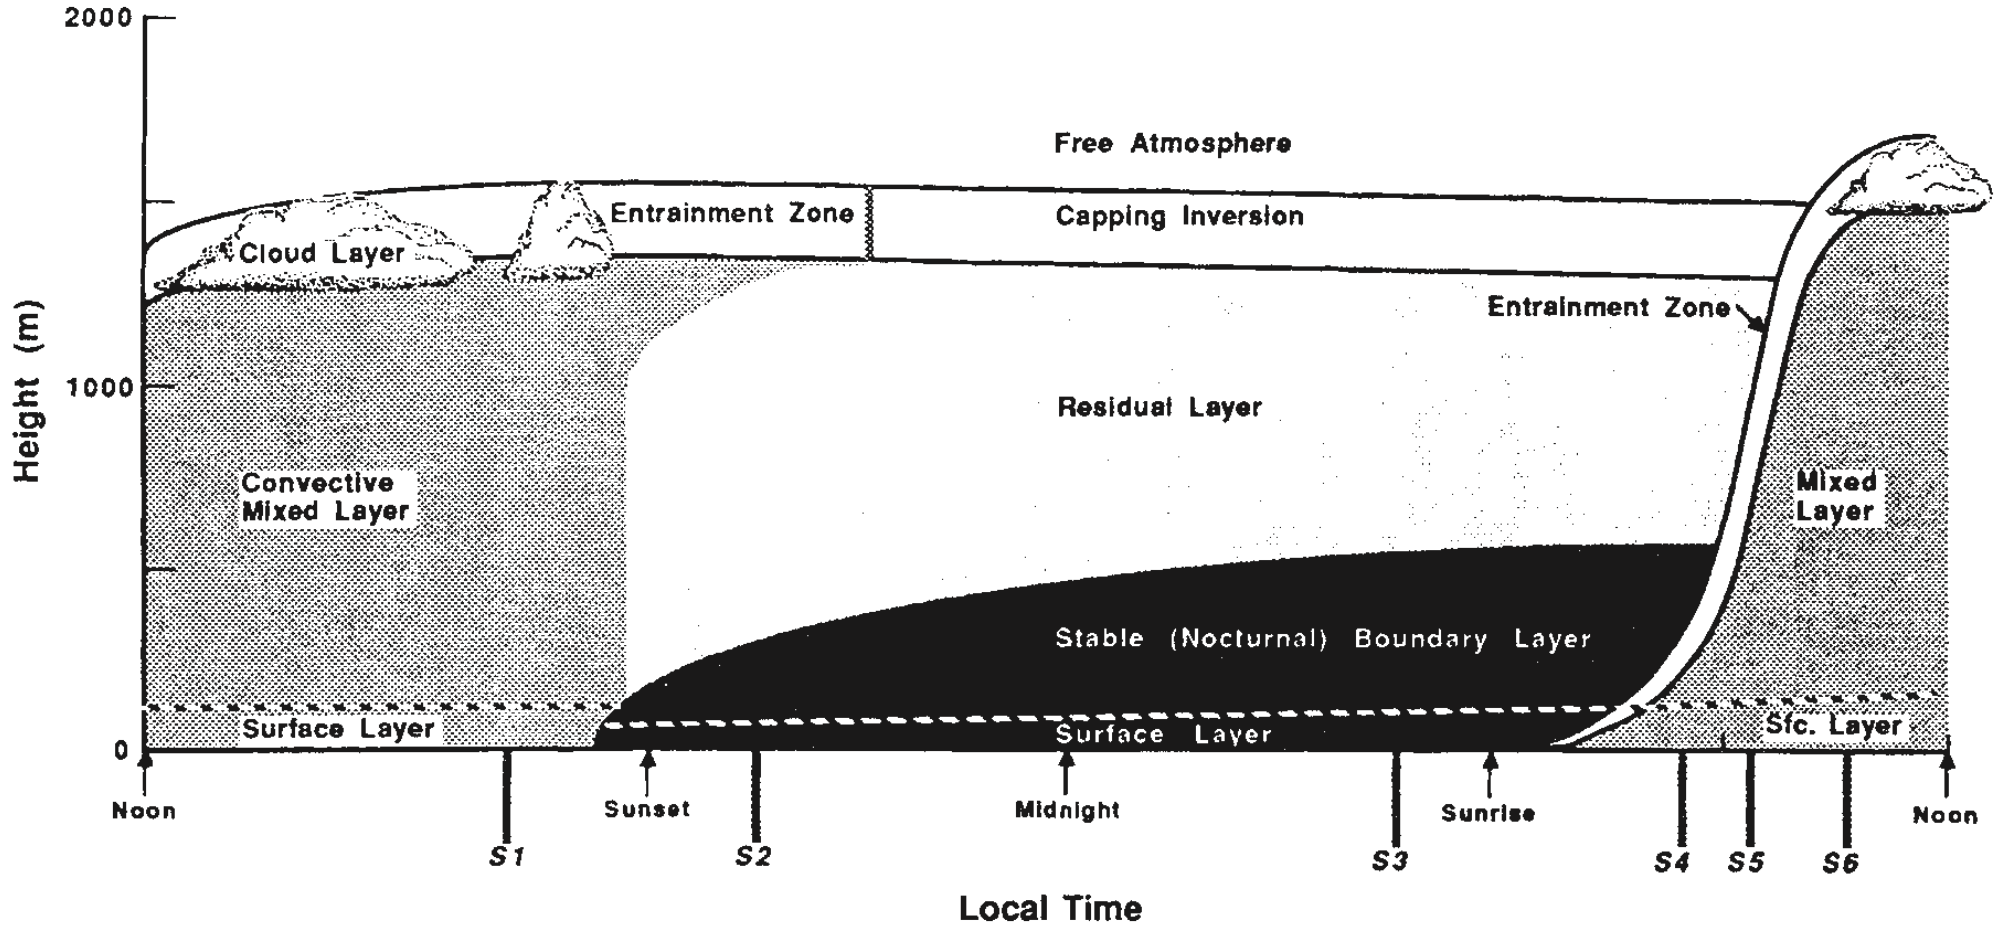 2000
Free Atmosphere
Entrainment Zone
Capping Inversion
Cloud Layer
Entrainment Zone
Height (m)
1000
Residual Layer
Convective
Mixed Layer
Mixed
Layer
Stable (Nocturnal) Boundary Layer
Surface Layer
Surface Layer
Sfc. Layer
0
Noon
Sunset
Midnight
Sunrise
Noon
S1
S2
S3
S4
S5
S6
Local Time